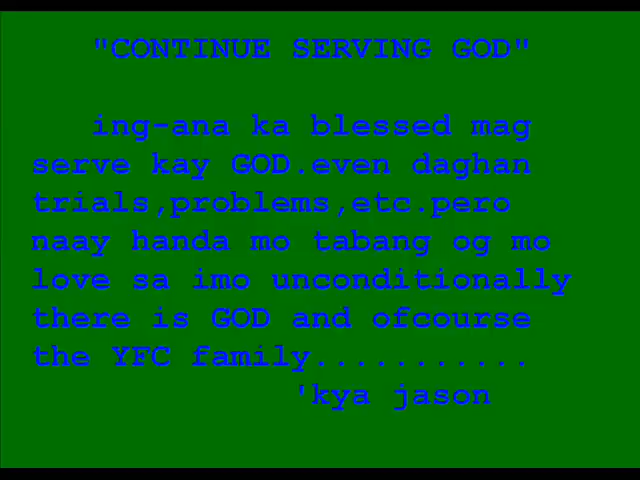 "CONTINUE SERVING GOD"
ing-ana ka blessed mag
serve kay GOD.even daghan
trials,problems,etc.pero
naay handa mo tabang og mo
love sa imo unconditionally
there is GOD and ofcourse
the YFC family...........
'kya jason